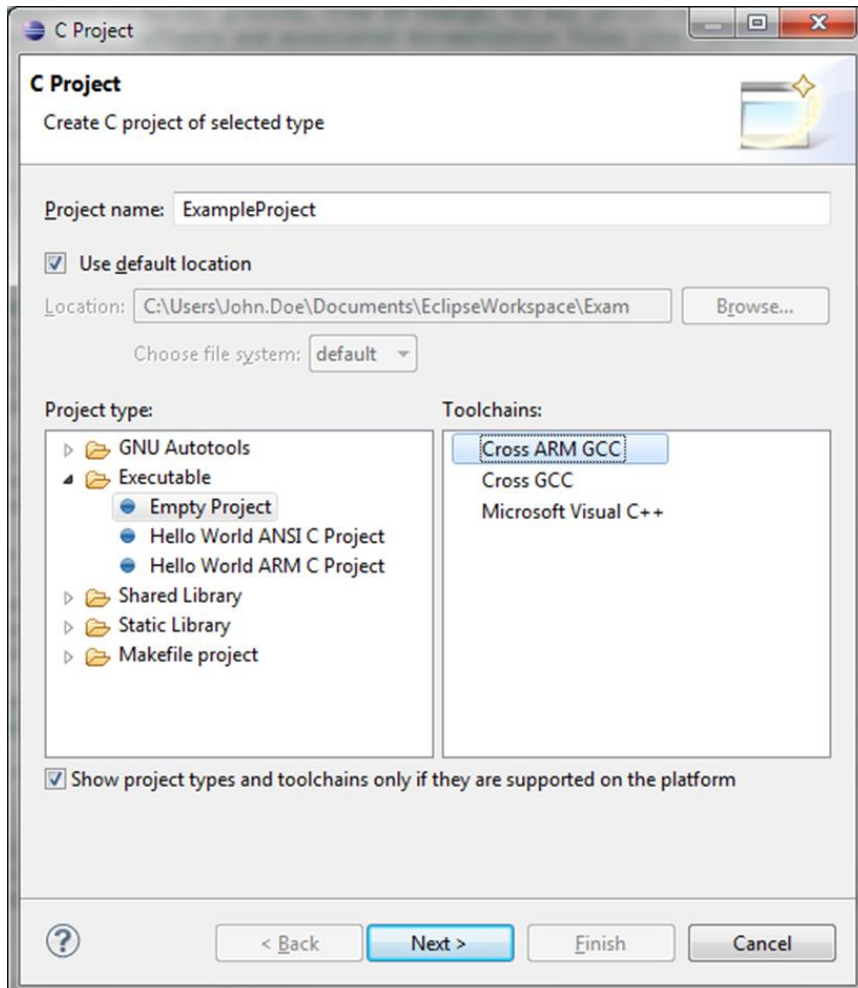 C Project
C Project
Create C project of selected type
Project name: ExampleProject
Use default location
Location: C:\Users\John.Doe\Documents\EclipseWorkspace\Exam Browse...
Choose file system: default
Project type: Toolchains:
GNU Autotools Cross ARM GCC
Executable Cross GCC
Empty Project Microsoft Visual C++
Hello World ANSI C Project
Hello World ARM C Project
Shared Library
Static Library
Makefile project
Show project types and toolchains only if they are supported on the platform
? < Back Next > Finish Cancel